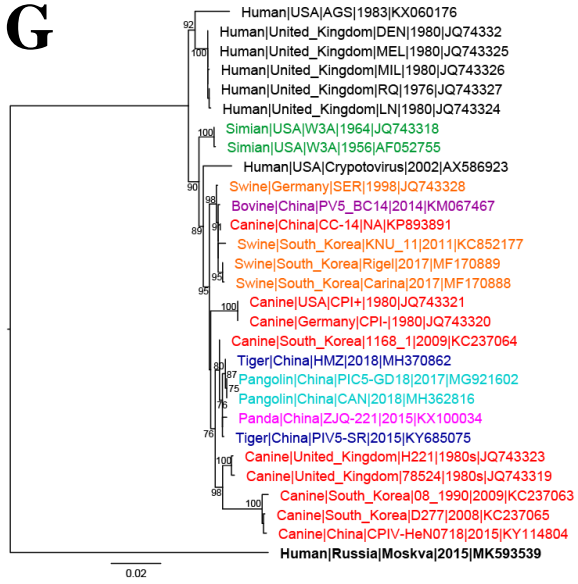 G
Human|USA|AGS|1983|KX060176
92
Human|United_Kingdom|DEN|1980|JQ74332
100
Human|United_Kingdom|MEL|1980|JQ743325
Human|United_Kingdom|MIL|1980|JQ743326
Human|United_Kingdom|RQ|1976|JQ743327
Human|United_Kingdom|LN|1980|JQ743324
100
Simian|USA|W3A|1964|JQ743318
Simian|USA|W3A|1956|AF052755
Human|USA|Crypotovirus|2002|AX586923
90
Swine|Germany|SER|1998|JQ743328
98
Bovine|China|PV5_BC14|2014|KM067467
91
Canine|China|CC-14|NA|KP893891
89
Swine|South_Korea|KNU_11|2011|KC852177
Swine|South_Korea|Rigel|2017|MF170889
95
Swine|South_Korea|Carina|2017|MF170888
95
100
Canine|USA|CPI+|1980|JQ743321
Canine|Germany|CPI-|1980|JQ743320
Canine|South_Korea|1168_1|2009|KC237064
Tiger|China|HMZ|2018|MH370862
80
87
Pangolin|China|PIC5-GD18|2017|MG921602
75
Pangolin|China|CAN|2018|MH362816
76
Panda|China|ZJQ-221|2015|KX100034
76
Tiger|China|PIV5-SR|2015|KY685075
100
Canine|United_Kingdom|H221|1980s|JQ743323
Canine|United_Kingdom|78524|1980s|JQ743319
98
Canine|South_Korea|08_1990|2009|KC237063
100
Canine|South_Korea|D277|2008|KC237065
Canine|China|CPIV-HeN0718|2015|KY114804
Human|Russia|Moskva|2015|MK593539
0.02